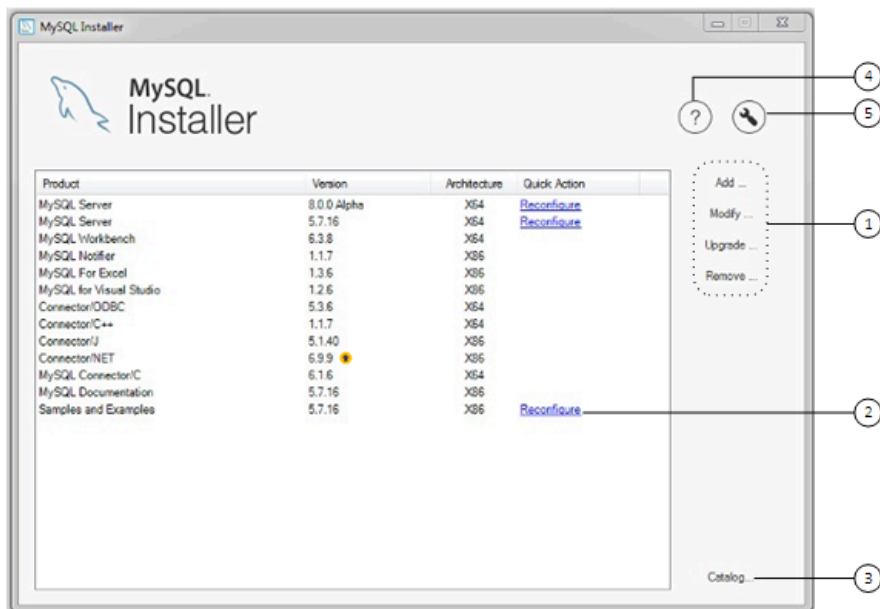 MySQL Installer
MySQL.
Installer
?
4
5
Product Version Architecture Quick Action
MySQL Server 8.0.0 Alpha X64 Reconfigure
MySQL Server 5.7.16 X64 Reconfigure
MySQL Workbench 6.3.8 X64
MySQL Notifier 1.1.7 X86
MySQL For Excel 1.3.6 X86
MySQL for Visual Studio 1.2.6 X86
Connector/ODBC 5.3.6 X64
Connector/C++ 1.1.7 X64
Connector/J 5.1.40 X86
Connector/NET 6.9.9 X86
MySQL Connector/C 6.1.6 X64
MySQL Documentation 5.7.16 X86
Samples and Examples 5.7.16 X86 Reconfigure
Add ...
Modify ...
Upgrade ...
Remove ...
1
2
Catalog...
3